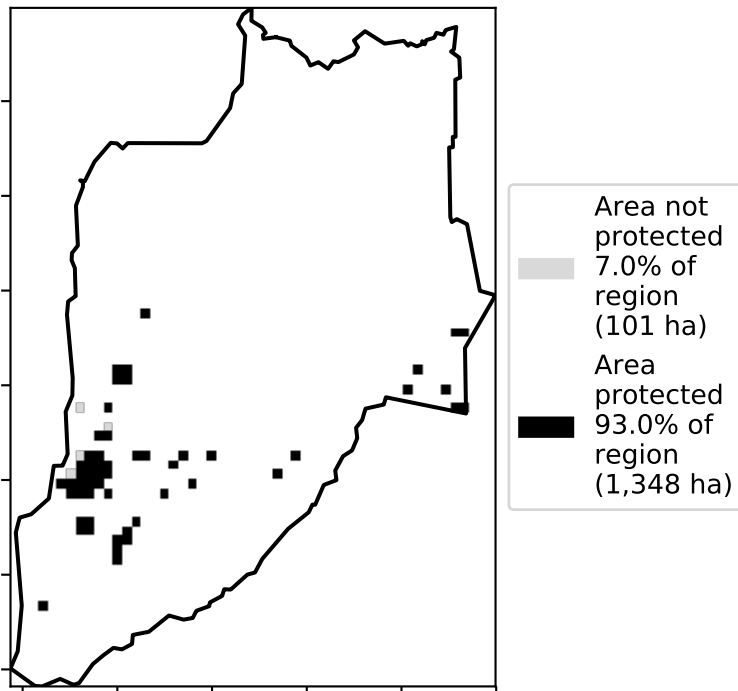 Area not
protected
7.0% of
region
(101 ha)
Area
protected
93.0% of
region
(1,348 ha)